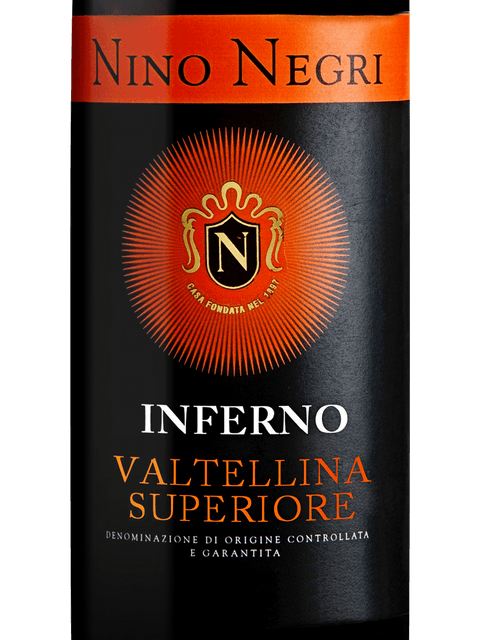 NINO NEGRI
N
CASA FONDATA NEL 1897
INFERNO
VALTELLINA
SUPERIORE
DENOMINAZIONE DI ORIGINE CONTROLLATA
E GARANTITA